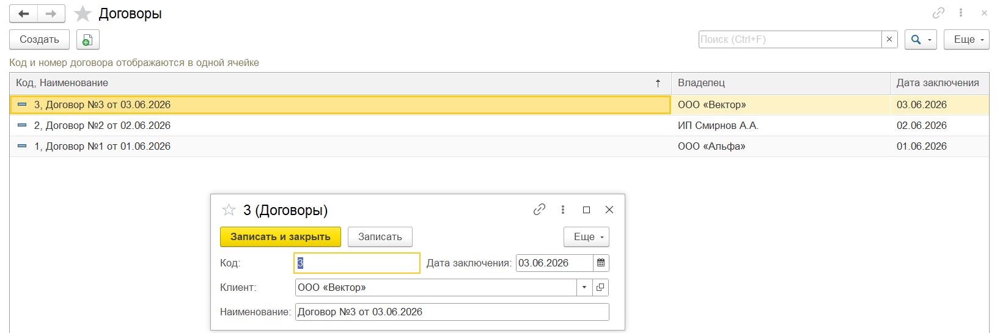 Договоры
Создать
Поиск (Ctrl+F)
Еще
Код и номер договора отображаются в одной ячейке
Код, Наименование Владелец Дата заключения
3, Договор №3 от 03.06.2026 ООО «Вектор» 03.06.2026
2, Договор №2 от 02.06.2026 ИП Смирнов А.А. 02.06.2026
1, Договор №1 от 01.06.2026 ООО «Альфа» 01.06.2026
3 (Договоры)
Записать и закрыть Записать Еще
Код: 3 Дата заключения: 03.06.2026
Клиент: ООО «Вектор»
Наименование: Договор №3 от 03.06.2026